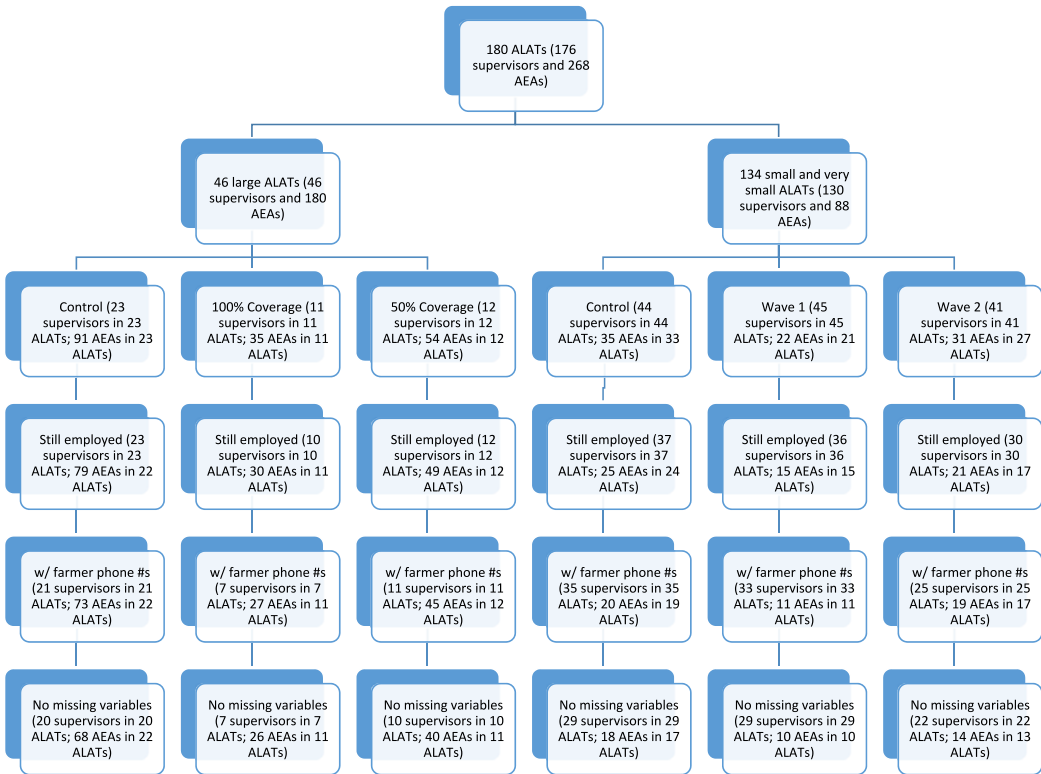 180 ALATs (176
supervisors and 268
AEAs)
46 large ALATs (46
supervisors and 180
AEAs)
134 small and very
small ALATs (130
supervisors and 88
AEAs)
Control (23
supervisors in 23
ALATs; 91 AEAs in 23
ALATs)
100% Coverage (11
supervisors in 11
ALATs; 35 AEAs in 11
ALATs)
50% Coverage (12
supervisors in 12
ALATs; 54 AEAs in 12
ALATs)
Control (44
supervisors in 44
ALATs; 35 AEAs in 33
ALATs)
Wave 1 (45
supervisors in 45
ALATs; 22 AEAs in 21
ALATs)
Wave 2 (41
supervisors in 41
ALATs; 31 AEAs in 27
ALATs)
Still employed (23
supervisors in 23
ALATs; 79 AEAs in 22
ALATs)
Still employed (10
supervisors in 10
ALATs; 30 AEAs in 11
ALATs)
Still employed (12
supervisors in 12
ALATs; 49 AEAs in 12
ALATs)
Still employed (37
supervisors in 37
ALATs; 25 AEAs in 24
ALATs)
Still employed (36
supervisors in 36
ALATs; 15 AEAs in 15
ALATs)
Still employed (30
supervisors in 30
ALATs; 21 AEAs in 17
ALATs)
w/ farmer phone #s
(21 supervisors in 21
ALATs; 73 AEAs in 22
ALATs)
w/ farmer phone #s
(7 supervisors in 7
ALATs; 27 AEAs in 11
ALATs)
w/ farmer phone #s
(11 supervisors in 11
ALATs; 45 AEAs in 12
ALATs)
w/ farmer phone #s
(35 supervisors in 35
ALATs; 20 AEAs in 19
ALATs)
w/ farmer phone #s
(33 supervisors in 33
ALATs; 11 AEAs in 11
ALATs)
w/ farmer phone #s
(25 supervisors in 25
ALATs; 19 AEAs in 17
ALATs)
No missing variables
(20 supervisors in 20
ALATs; 68 AEAs in 22
ALATs)
No missing variables
(7 supervisors in 7
ALATs; 26 AEAs in 11
ALATs)
No missing variables
(10 supervisors in 10
ALATs; 40 AEAs in 11
ALATs)
No missing variables
(29 supervisors in 29
ALATs; 18 AEAs in 17
ALATs)
No missing variables
(29 supervisors in 29
ALATs; 10 AEAs in 10
ALATs)
No missing variables
(22 supervisors in 22
ALATs; 14 AEAs in 13
ALATs)